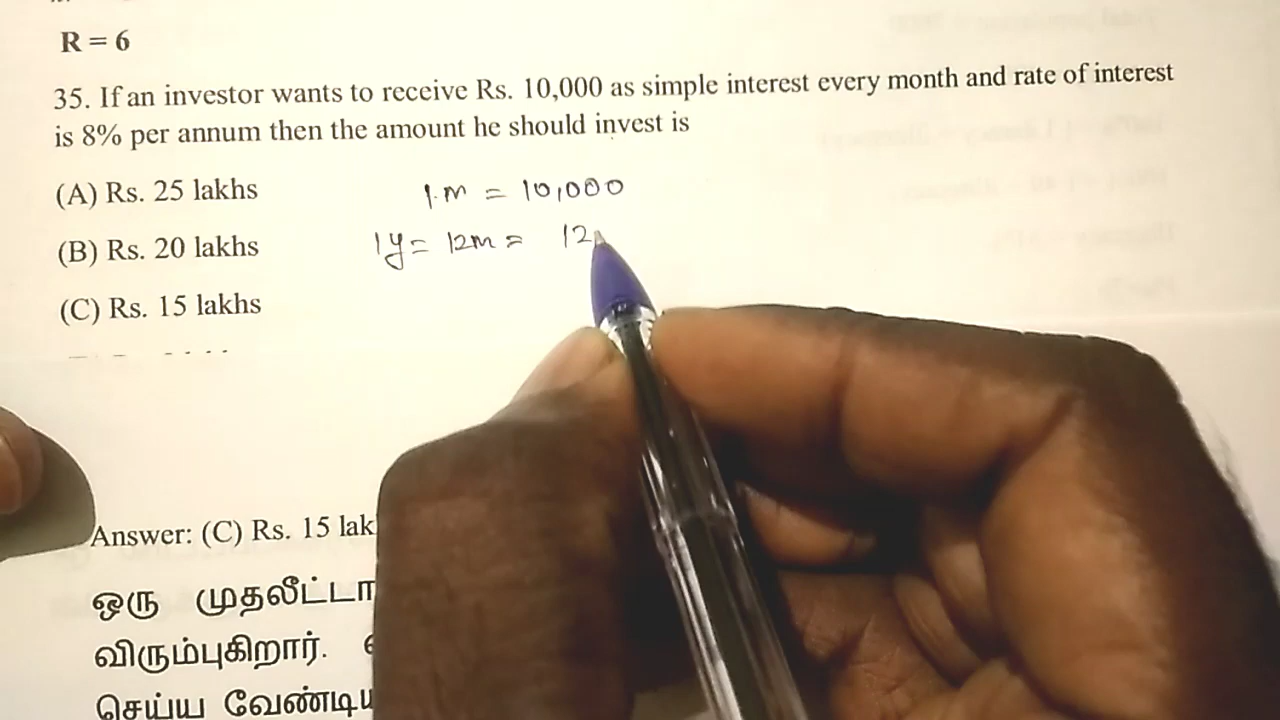 R = 6
35. If an investor wants to receive Rs. 10,000 as simple interest every month and rate of interest
is 8% per annum then the amount he should invest is
(A) Rs. 25 lakhs
1.m = 10,000
(B) Rs. 20 lakhs
1y = 12m = 12
(C) Rs. 15 lakhs
Answer: (C) Rs. 15 lak
ஒரு முதலீட்டா
விரும்புகிறார்.
செய்ய வேண்டிய